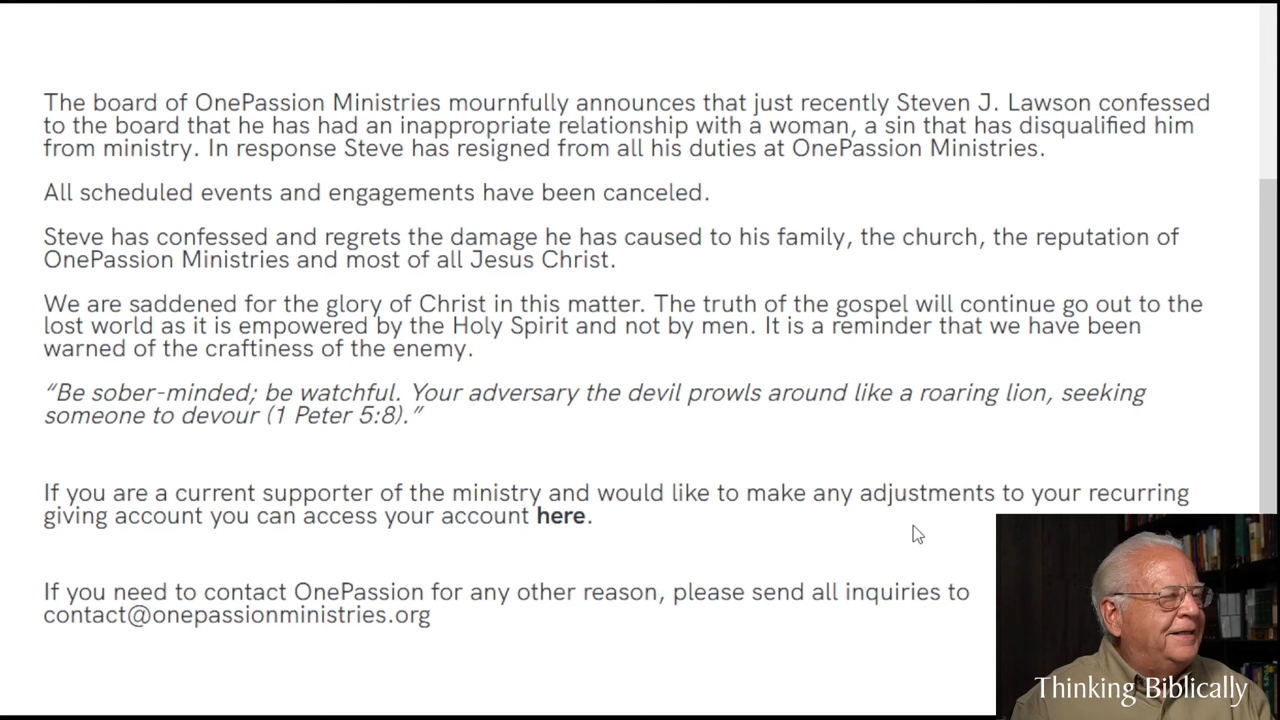 The board of OnePassion Ministries mournfully announces that just recently Steven J. Lawson confessed
to the board that he has had an inappropriate relationship with a woman, a sin that has disqualified him
from ministry. In response Steve has resigned from all his duties at OnePassion Ministries.
All scheduled events and engagements have been canceled.
Steve has confessed and regrets the damage he has caused to his family, the church, the reputation of
OnePassion Ministries and most of all Jesus Christ.
We are saddened for the glory of Christ in this matter. The truth of the gospel will continue go out to the
lost world as it is empowered by the Holy Spirit and not by men. It is a reminder that we have been
warned of the craftiness of the enemy.
“Be sober-minded; be watchful. Your adversary the devil prowls around like a roaring lion, seeking
someone to devour (1 Peter 5:8).”
If you are a current supporter of the ministry and would like to make any adjustments to your recurring
giving account you can access your account here.
If you need to contact OnePassion for any other reason, please send all inquiries to
contact@onepassionministries.org
Thinking Biblically